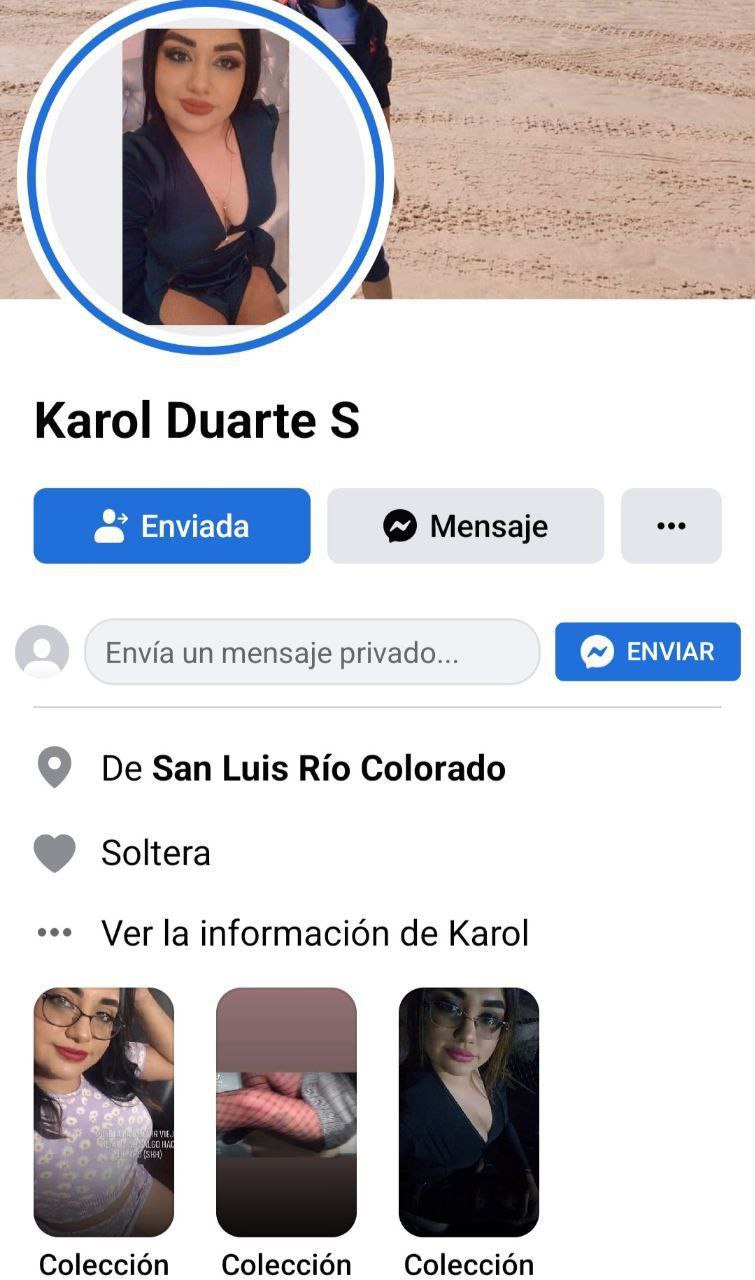 Karol Duarte S
Enviada
Mensaje
Envía un mensaje privado...
ENVIAR
De San Luis Río Colorado
Soltera
Ver la información de Karol
(SHH)
Colección
Colección
Colección